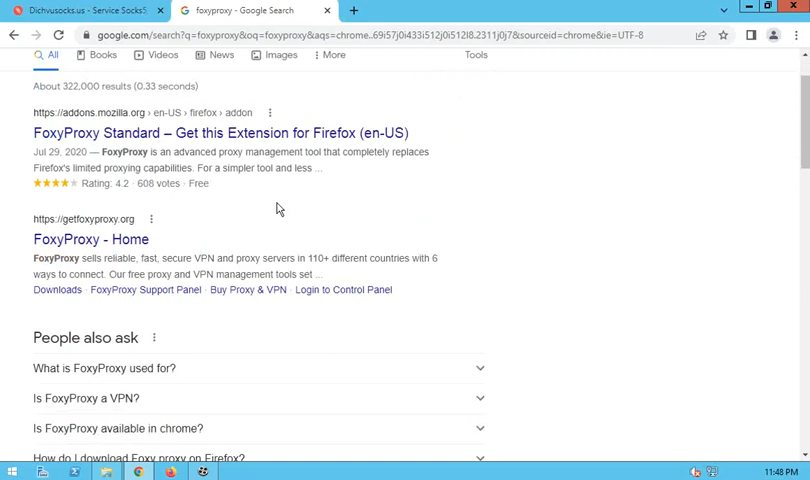 Dichvusocks.us - Service Socks5
foxyproxy - Google Search
google.com/search?q=foxyproxy&oq=foxyproxy&aqs=chrome..69i57j0i433i512j0i512l8.2311j0j7&sourceid=chrome&ie=UTF-8
All Books Videos News Images More Tools
About 322,000 results (0.33 seconds)
https://addons.mozilla.org › en-US › firefox › addon
FoxyProxy Standard – Get this Extension for Firefox (en-US)
Jul 29, 2020 — FoxyProxy is an advanced proxy management tool that completely replaces
Firefox's limited proxying capabilities. For a simpler tool and less ...
Rating: 4.2 · 608 votes · Free
https://getfoxyproxy.org
FoxyProxy - Home
FoxyProxy sells reliable, fast, secure VPN and proxy servers in 110+ different countries with 6
ways to connect. Our free proxy and VPN management tools set ...
Downloads · FoxyProxy Support Panel · Buy Proxy & VPN · Login to Control Panel
People also ask
What is FoxyProxy used for?
Is FoxyProxy a VPN?
Is FoxyProxy available in chrome?
How do I download Foxy proxy on Firefox?
11:48 PM